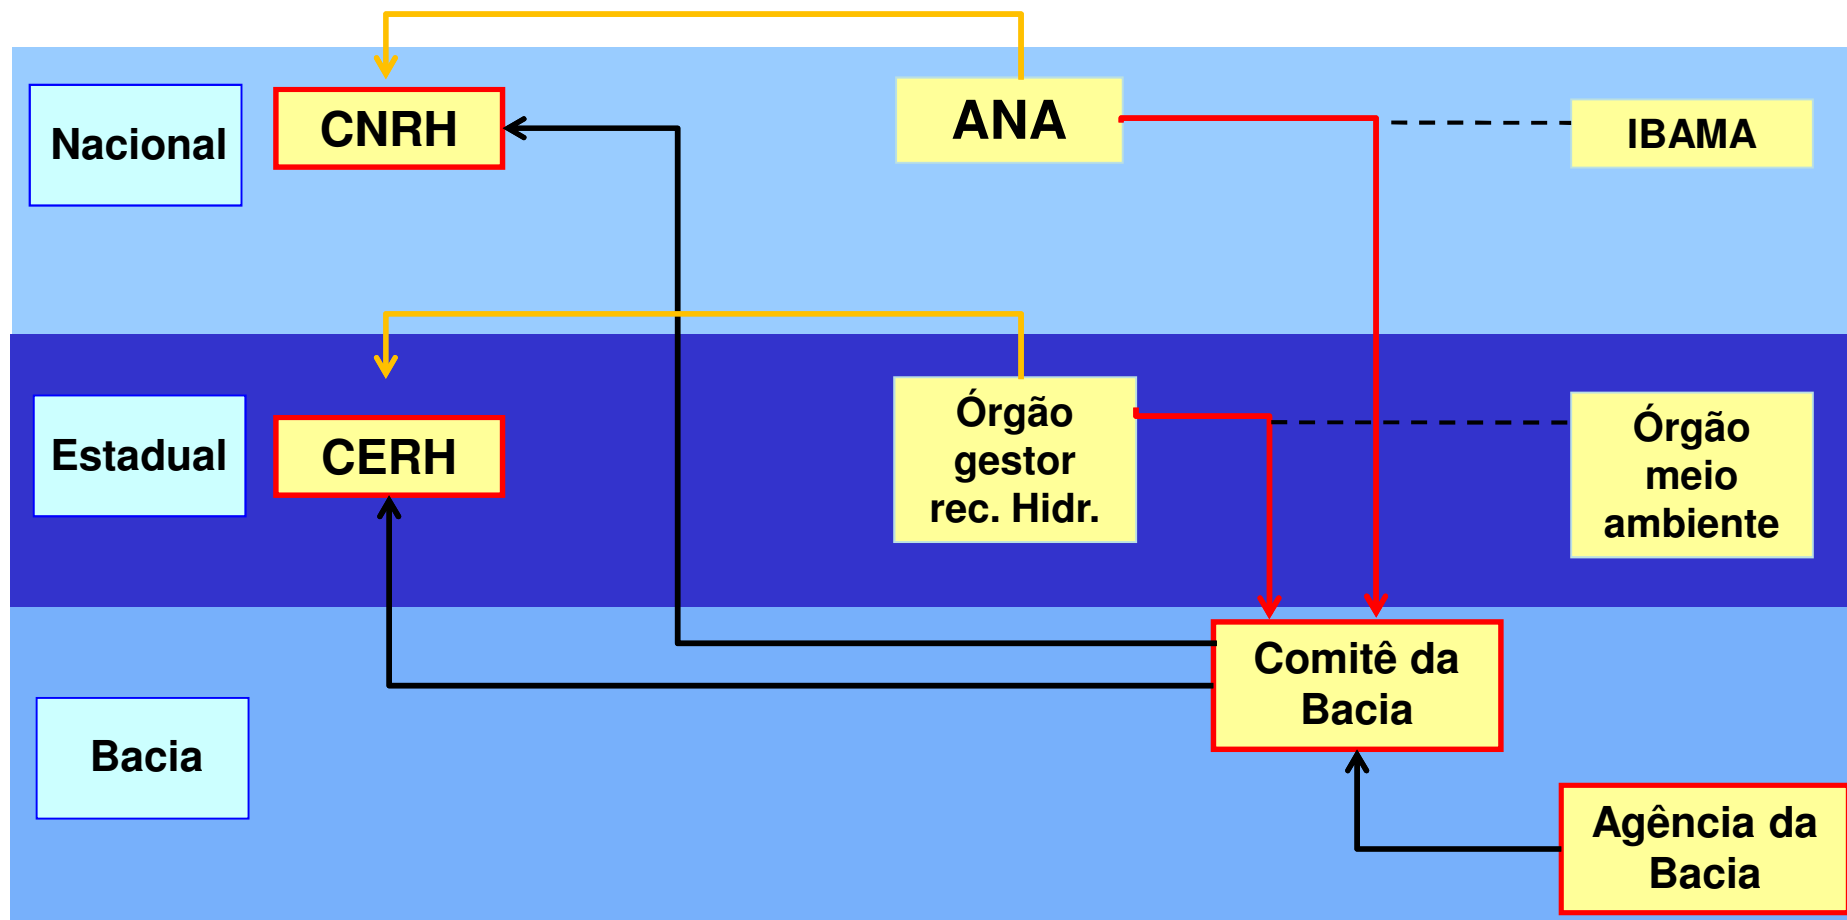 Nacional
CNRH
ANA
IBAMA
Estadual
CERH
Órgão
gestor
rec. Hidr.
Órgão
meio
ambiente
Bacia
Comitê da
Bacia
Agência da
Bacia